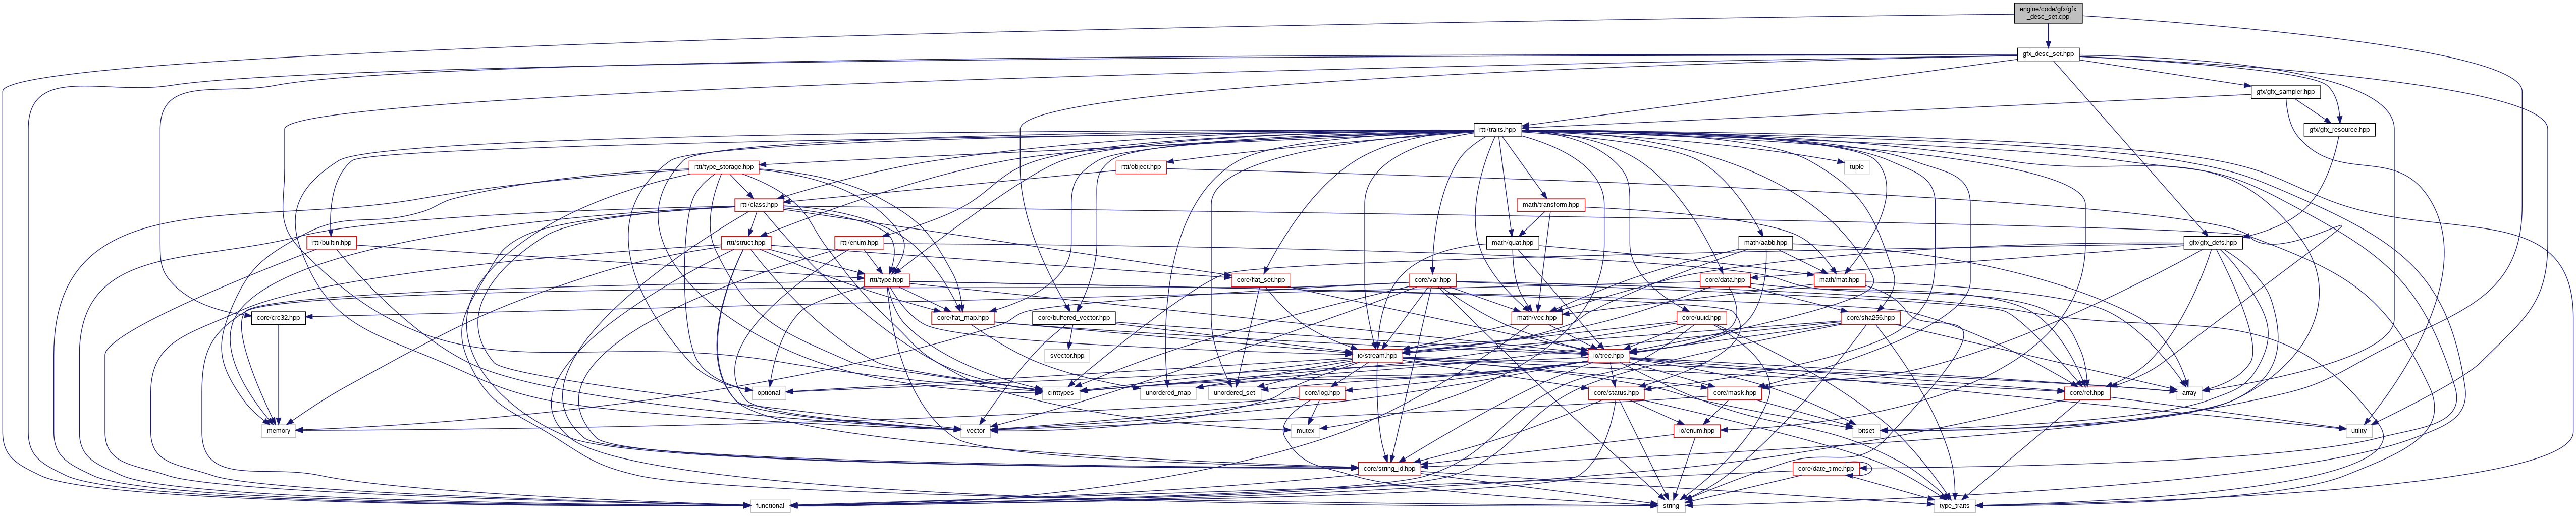 engine/code/gfx/gfx
_desc_set.cpp
gfx_desc_set.hpp
gfx/gfx_sampler.hpp
rtti/traits.hpp
gfx/gfx_resource.hpp
rtti/type_storage.hpp
rtti/object.hpp
tuple
rtti/class.hpp
math/transform.hpp
rtti/builtin.hpp
rtti/struct.hpp
rtti/enum.hpp
math/quat.hpp
math/aabb.hpp
gfx/gfx_defs.hpp
rtti/type.hpp
core/flat_set.hpp
core/var.hpp
core/data.hpp
math/mat.hpp
core/crc32.hpp
core/flat_map.hpp
core/buffered_vector.hpp
math/vec.hpp
core/uuid.hpp
core/sha256.hpp
svector.hpp
io/stream.hpp
io/tree.hpp
optional
cinttypes
unordered_map
unordered_set
core/log.hpp
core/status.hpp
core/mask.hpp
core/ref.hpp
array
memory
vector
mutex
io/enum.hpp
bitset
utility
core/string_id.hpp
core/date_time.hpp
functional
string
type_traits